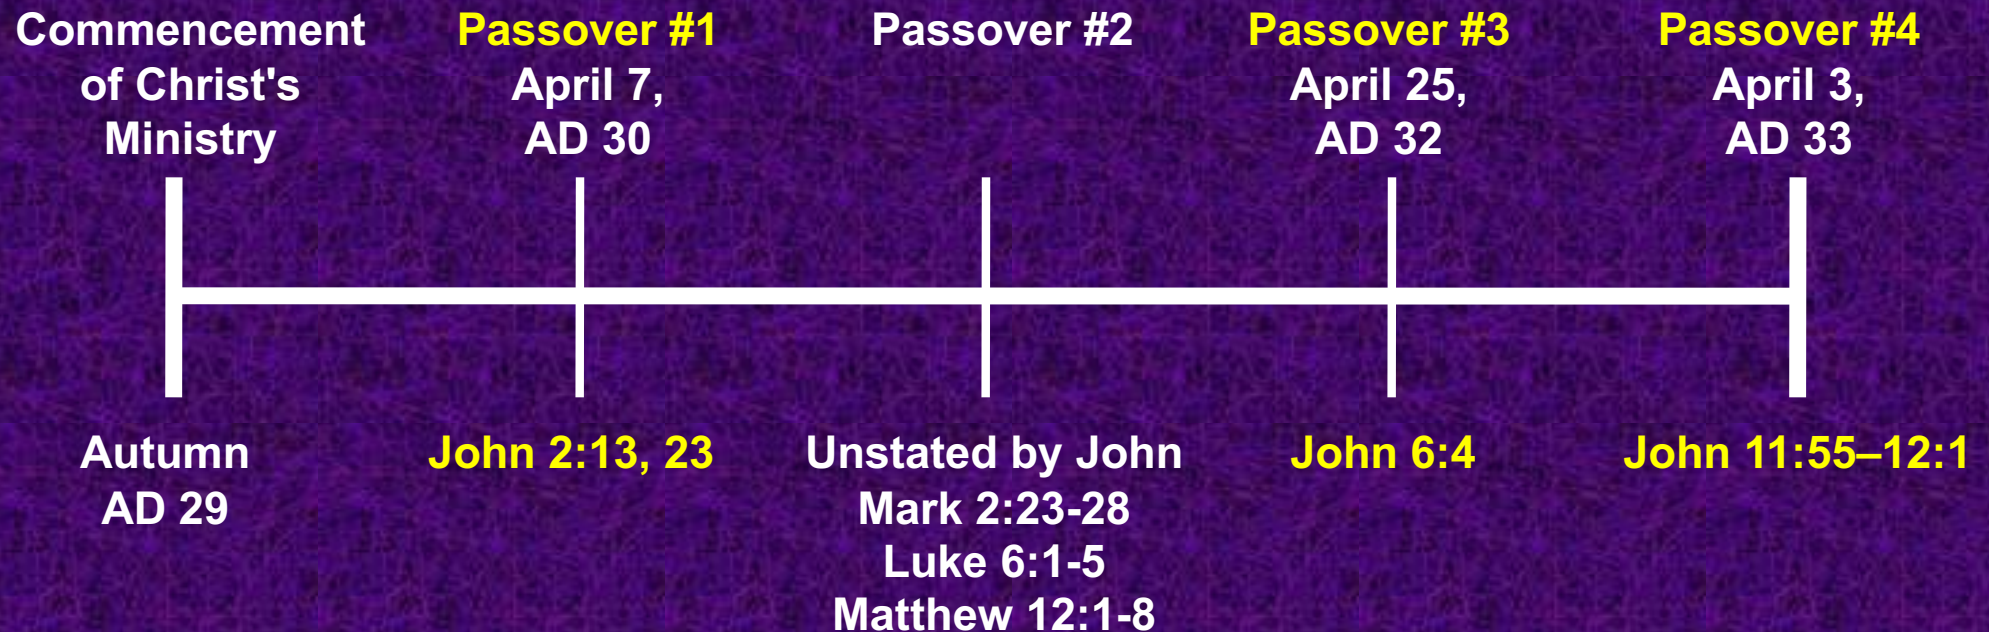 Commencement
of Christ's
Ministry
Passover #1
April 7,
AD 30
Passover #2
Passover #3
April 25,
AD 32
Passover #4
April 3,
AD 33
Autumn
AD 29
John 2:13, 23
Unstated by John
Mark 2:23-28
Luke 6:1-5
Matthew 12:1-8
John 6:4
John 11:55–12:1